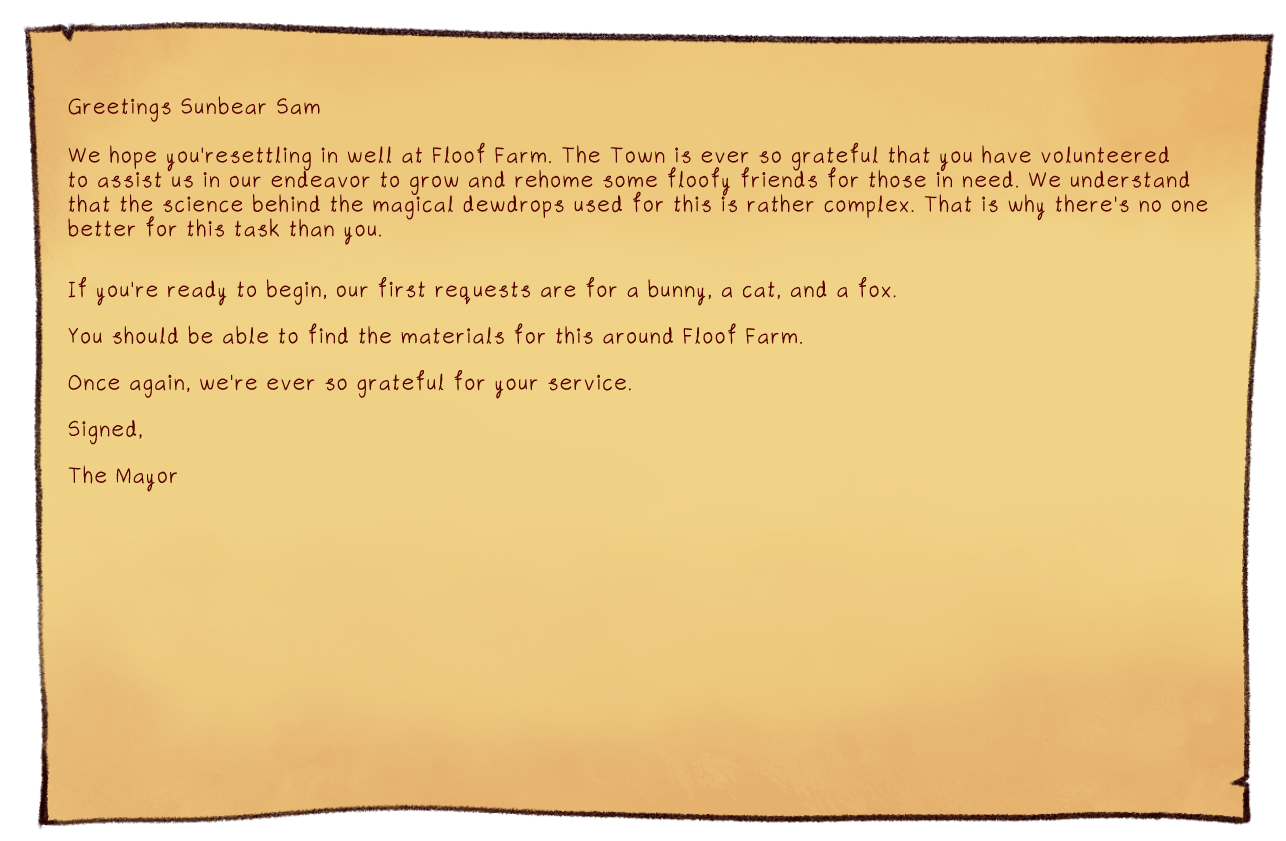 Greetings Sunbear Sam
We hope you'resettling in well at Floof Farm. The Town is ever so grateful that you have volunteered
to assist us in our endeavor to grow and rehome some floofy friends for those in need. We understand
that the science behind the magical dewdrops used for this is rather complex. That is why there's no one
better for this task than you.
If you're ready to begin, our first requests are for a bunny, a cat, and a fox.
You should be able to find the materials for this around Floof Farm.
Once again, we're ever so grateful for your service.
Signed,
The Mayor